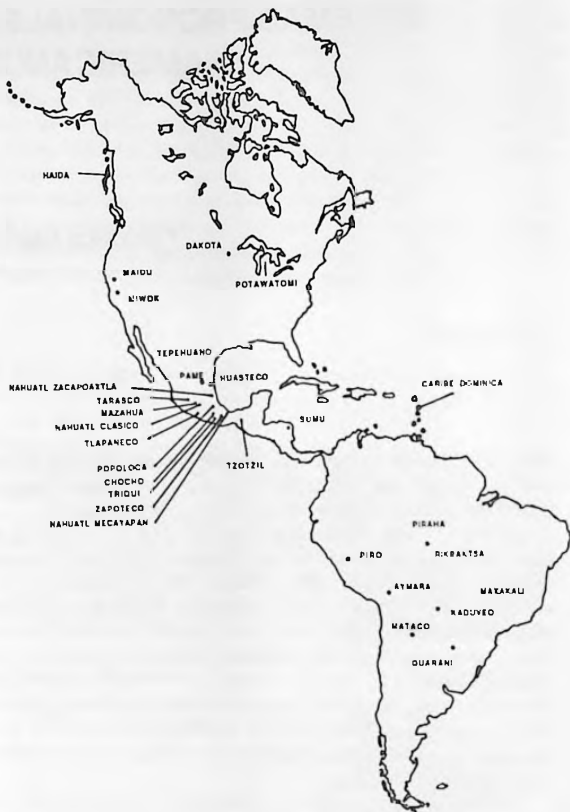 HAIDA
DAKOTA
POTAWATOMI
MAIDU
MIWOK
TEPEHUANO
PAME
HUASTECO
NAHUATL ZACAPOAXTLA
CARIBE DOMINICA
TARASCO
MAZAHUA
NAHUATL CLASICO
SUMU
TLAPANECO
TZOTZIL
POPOLOCA
CHOCHO
TRIQUI
ZAPOTECO
NAHUATL MECAYAPAN
PIRAHA
PIRO
RIKBAKTSA
AYMARA
MAXAKALI
KADUVEO
MATACO
GUARANI